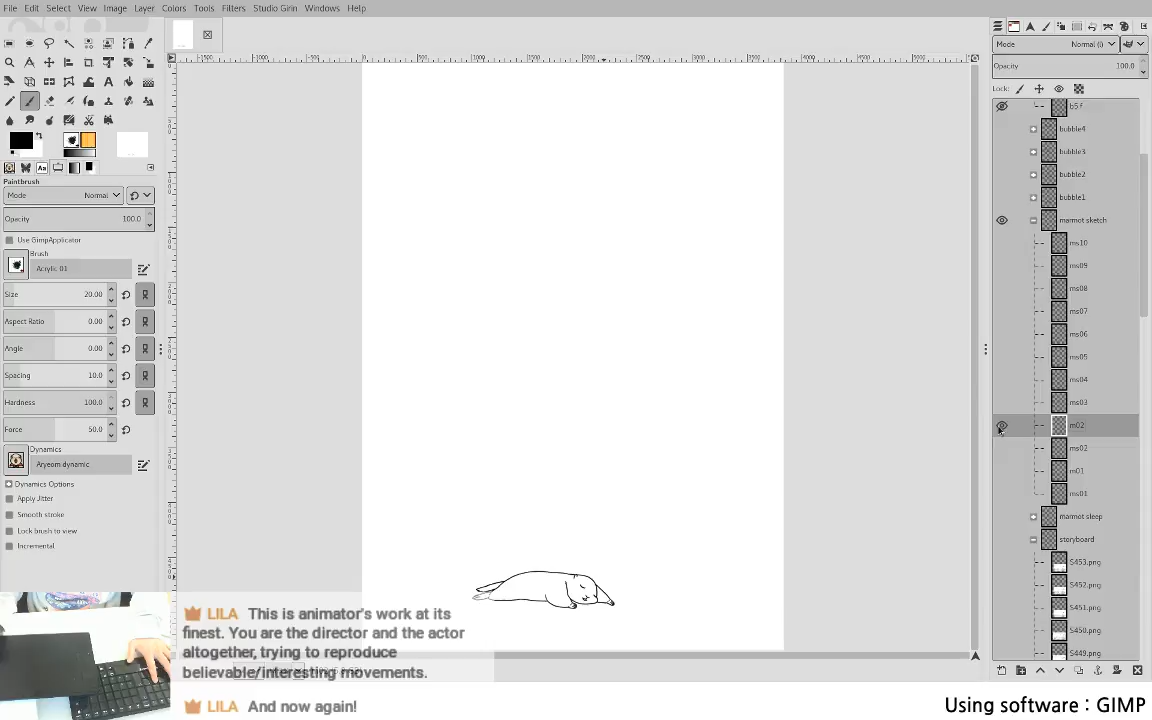 File Edit Select View Image Layer Colors Tools Filters Studio Girin Windows Help
Mode Normal (l)
Opacity 100.0
Lock:
b5 f
bubble4
bubble3
bubble2
bubble1
marmot sketch
ms10
ms09
ms08
ms07
ms06
ms05
ms04
ms03
m02
ms02
m01
ms01
marmot sleep
storyboard
S453.png
S452.png
S451.png
S450.png
S449.png
Paintbrush
Mode Normal
Opacity 100.0
Use GimpApplicator
Brush
Acrylic 01
Size 20.00
Aspect Ratio 0.00
Angle 0.00
Spacing 10.0
Hardness 100.0
Force 50.0
Dynamics
Aryeom dynamic
Dynamics Options
Apply Jitter
Smooth stroke
Lock brush to view
Incremental
LILA This is animator's work at its
finest. You are the director and the actor
altogether, trying to reproduce
believable/interesting movements.
LILA And now again!
Using software : GIMP